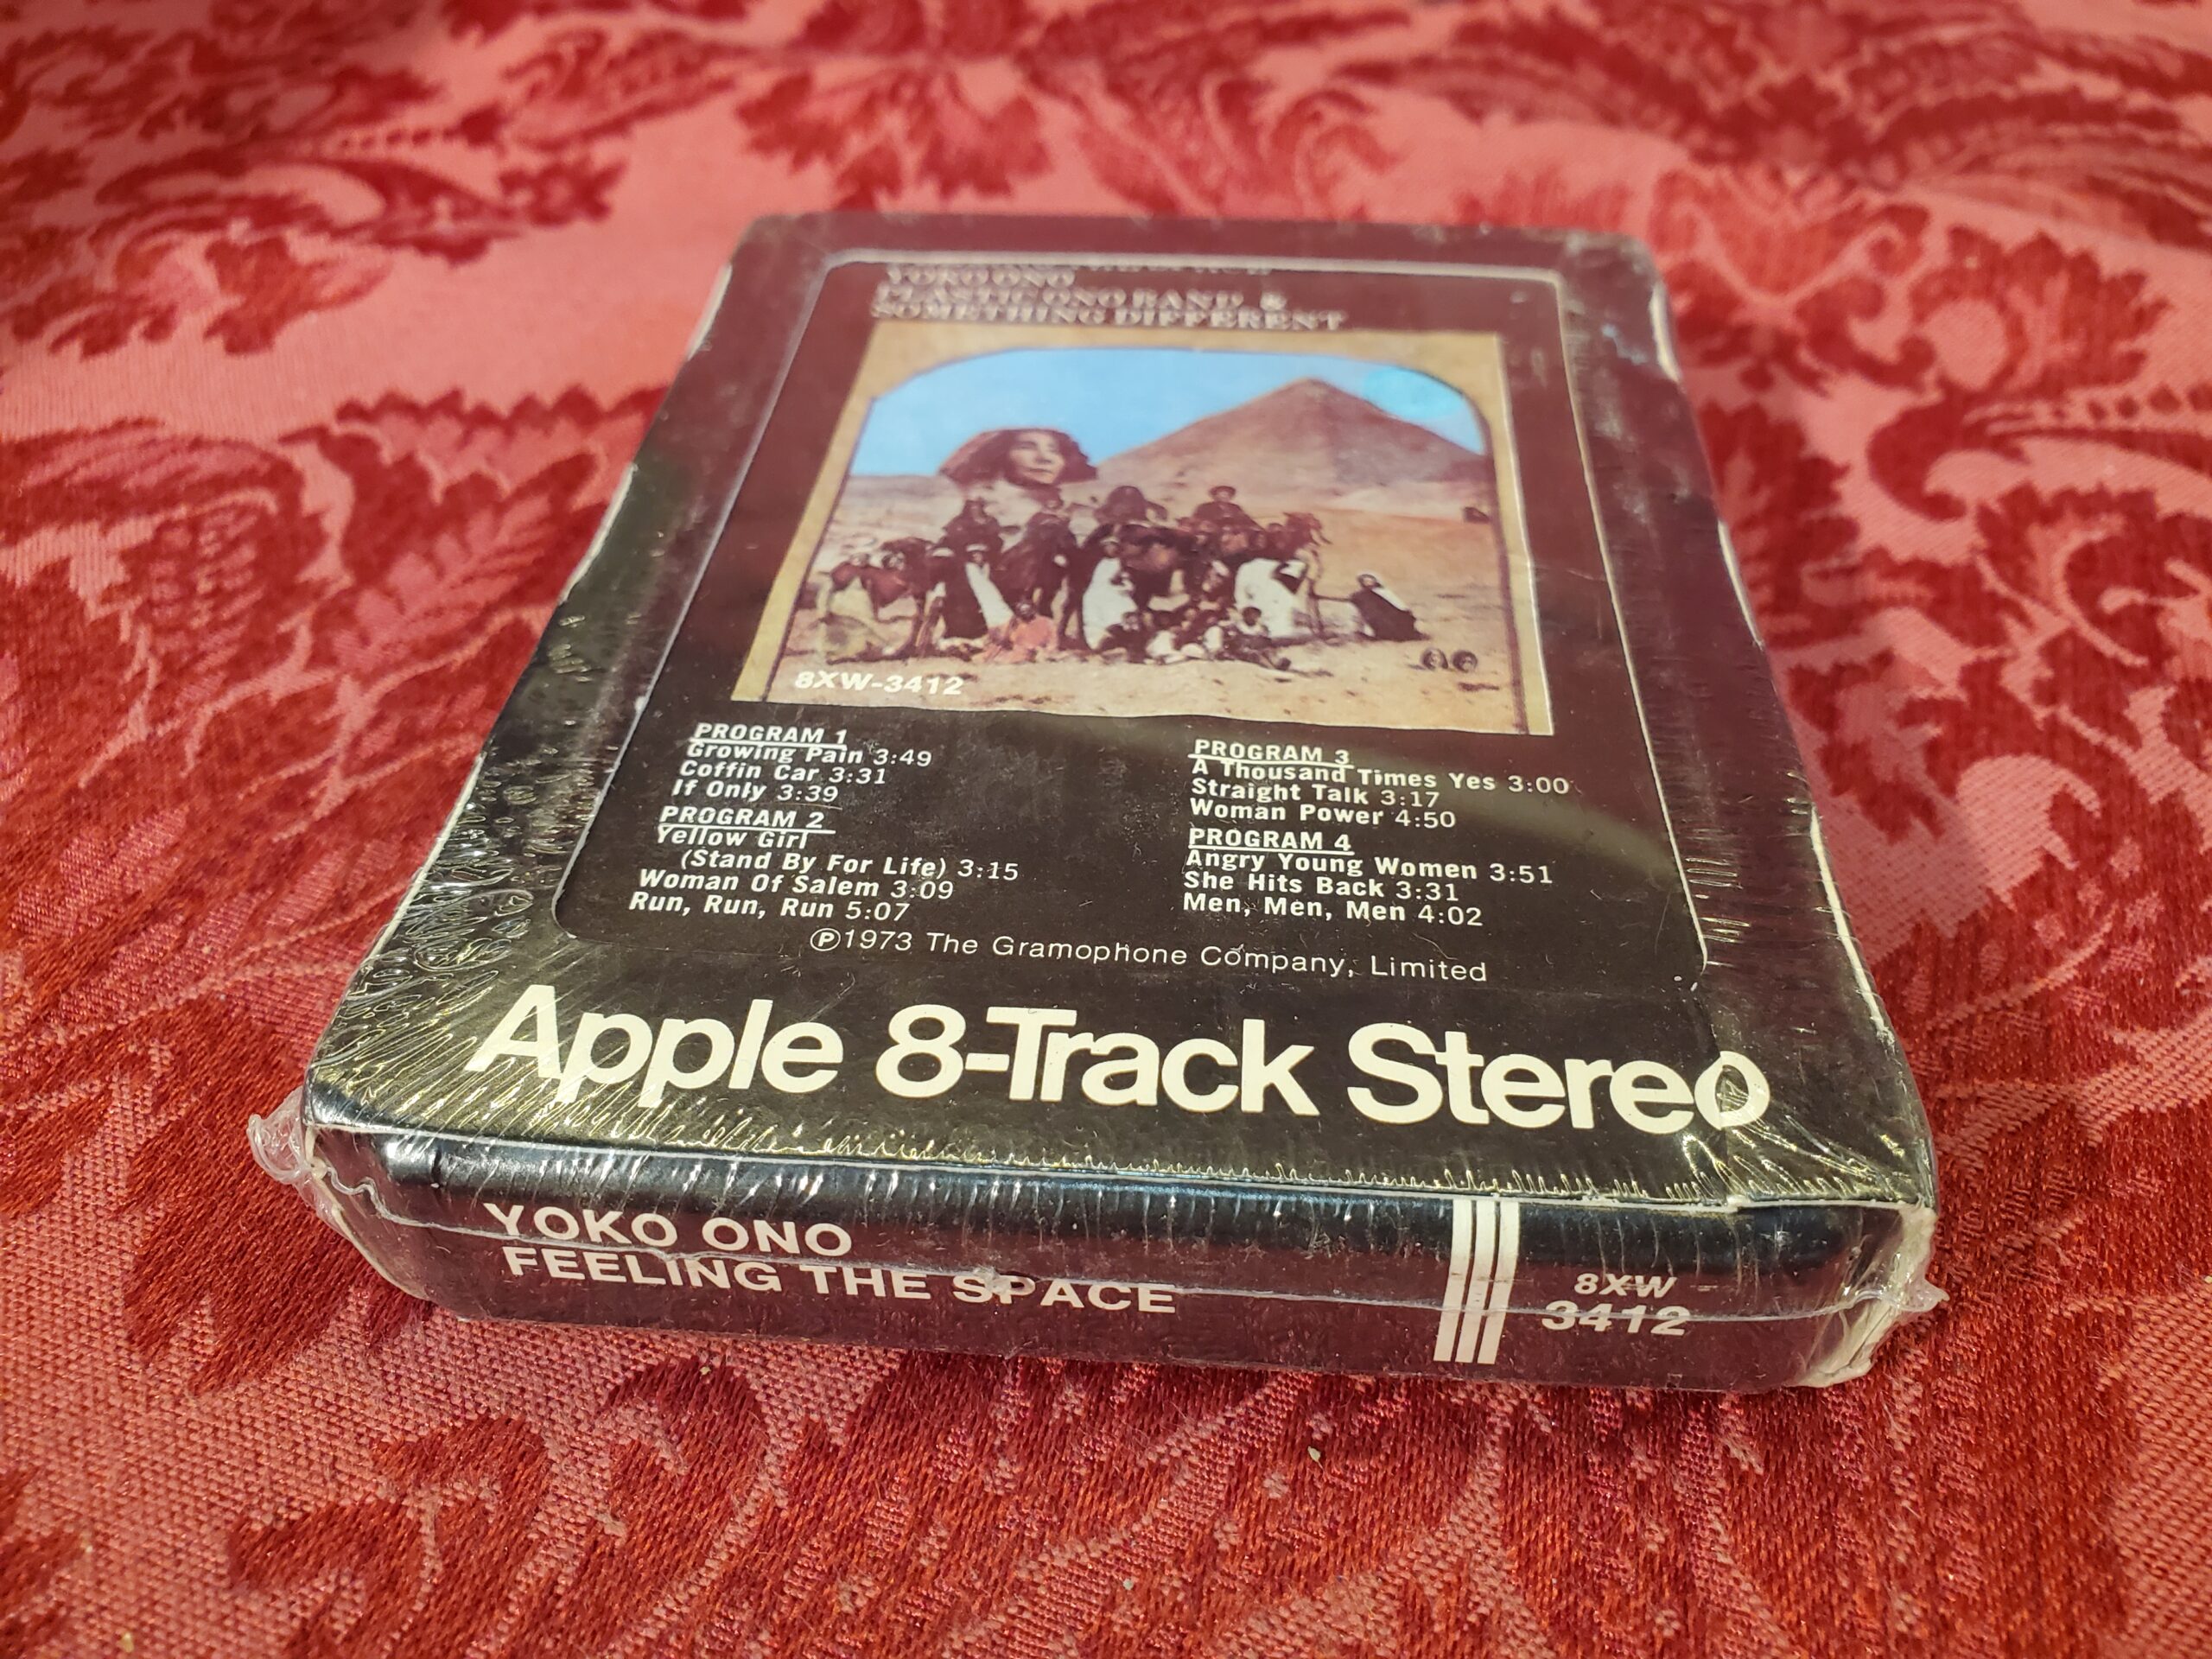 YOKO ONO
PLASTIC ONO BAND &
SOMETHING DIFFERENT
8XW-3412
PROGRAM 1
Growing Pain 3:49
Coffin Car 3:31
If Only 3:39
PROGRAM 2
Yellow Girl
(Stand By For Life) 3:15
Woman Of Salem 3:09
Run, Run, Run 5:07
PROGRAM 3
A Thousand Times Yes 3:00
Straight Talk 3:17
Woman Power 4:50
PROGRAM 4
Angry Young Women 3:51
She Hits Back 3:31
Men, Men, Men 4:02
Ⓟ1973 The Gramophone Company, Limited
Apple 8-Track Stereo
YOKO ONO
FEELING THE SPACE
8XW
3412